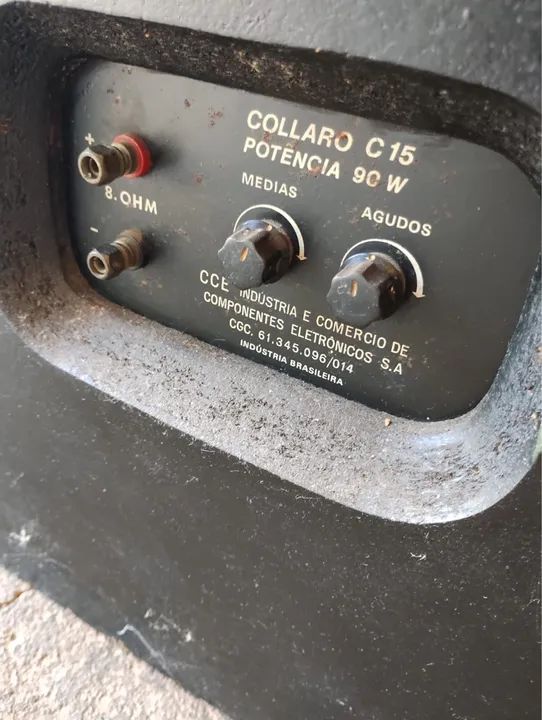 COLLARO C15
POTÊNCIA 90 W
+
8.OHM
-
MEDIAS
AGUDOS
CCE INDÚSTRIA E COMERCIO DE
COMPONENTES ELETRÔNICOS S.A
CGC. 61.345.096/014
INDÚSTRIA BRASILEIRA